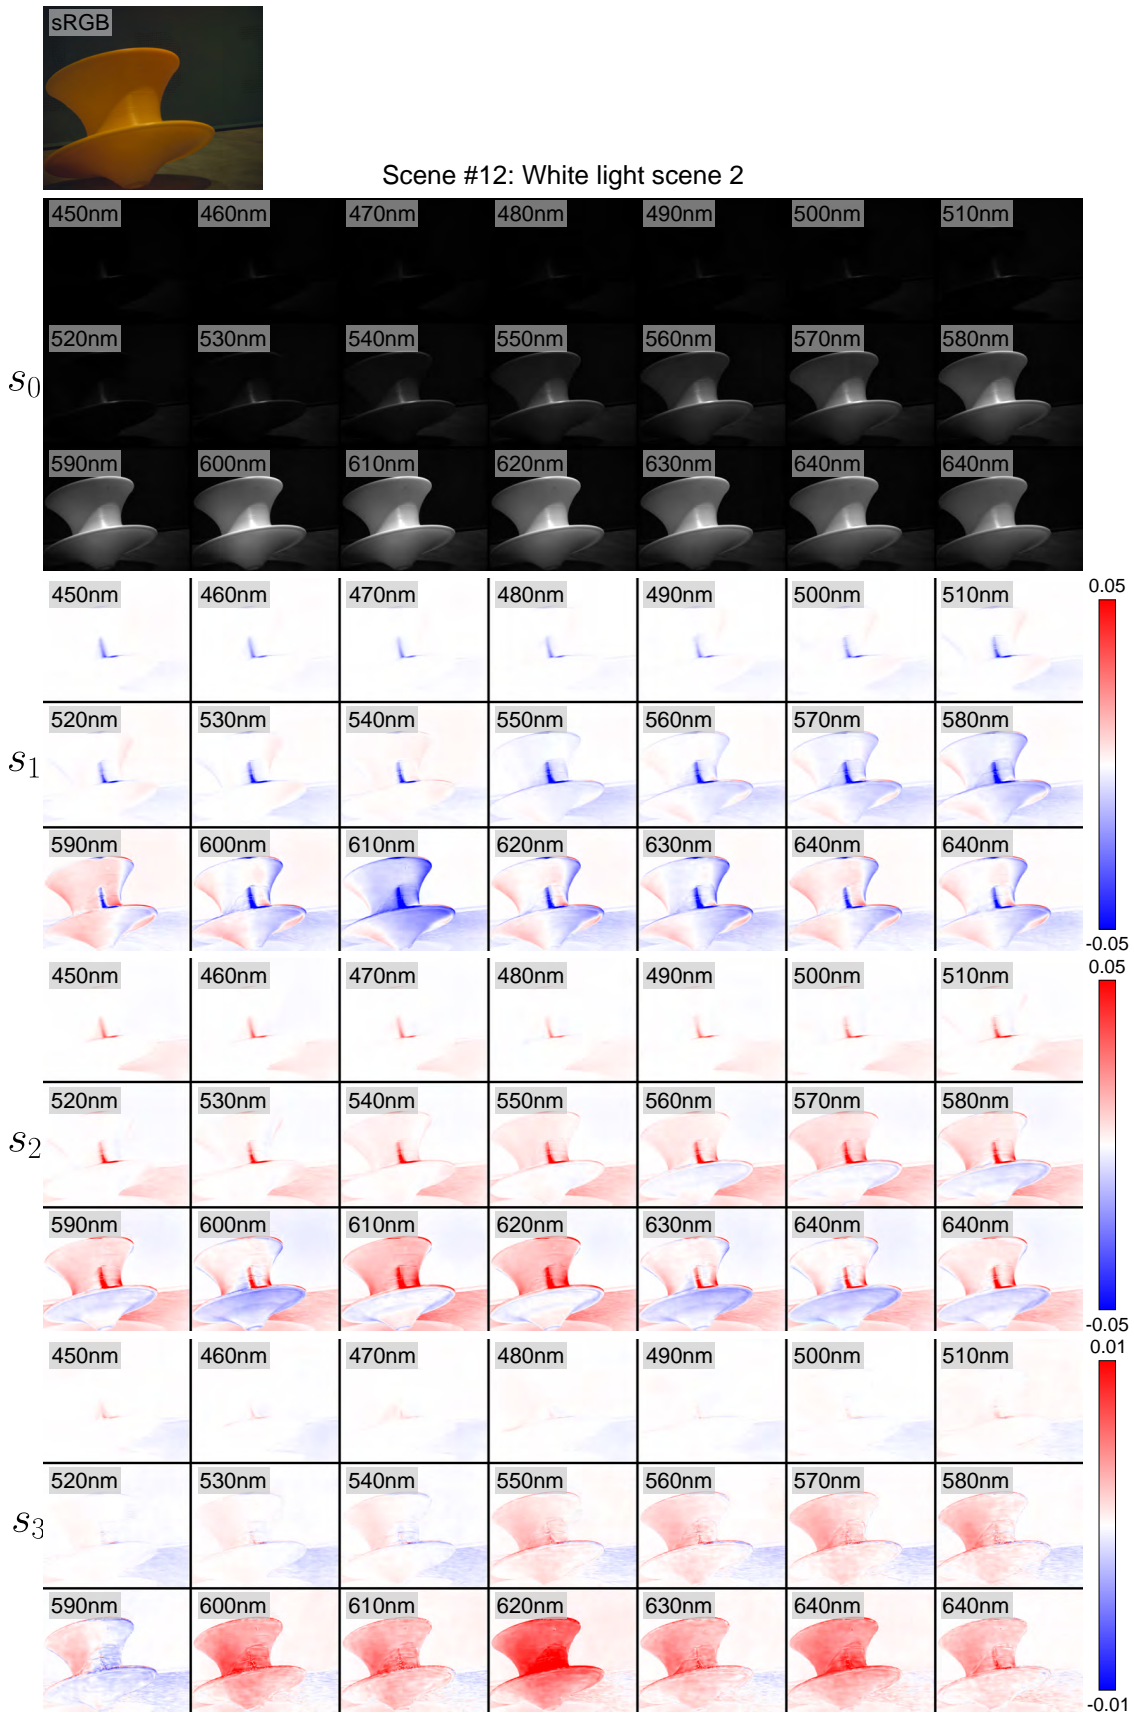 sRGB
Scene #12: White light scene 2
450nm 460nm 470nm 480nm 490nm 500nm 510nm
520nm 530nm 540nm 550nm 560nm 570nm 580nm
s0
590nm 600nm 610nm 620nm 630nm 640nm 640nm
450nm 460nm 470nm 480nm 490nm 500nm 510nm 0.05
520nm 530nm 540nm 550nm 560nm 570nm 580nm
s1
590nm 600nm 610nm 620nm 630nm 640nm 640nm
-0.05
450nm 460nm 470nm 480nm 490nm 500nm 510nm 0.05
520nm 530nm 540nm 550nm 560nm 570nm 580nm
s2
590nm 600nm 610nm 620nm 630nm 640nm 640nm
-0.05
450nm 460nm 470nm 480nm 490nm 500nm 510nm 0.01
520nm 530nm 540nm 550nm 560nm 570nm 580nm
s3
590nm 600nm 610nm 620nm 630nm 640nm 640nm
-0.01